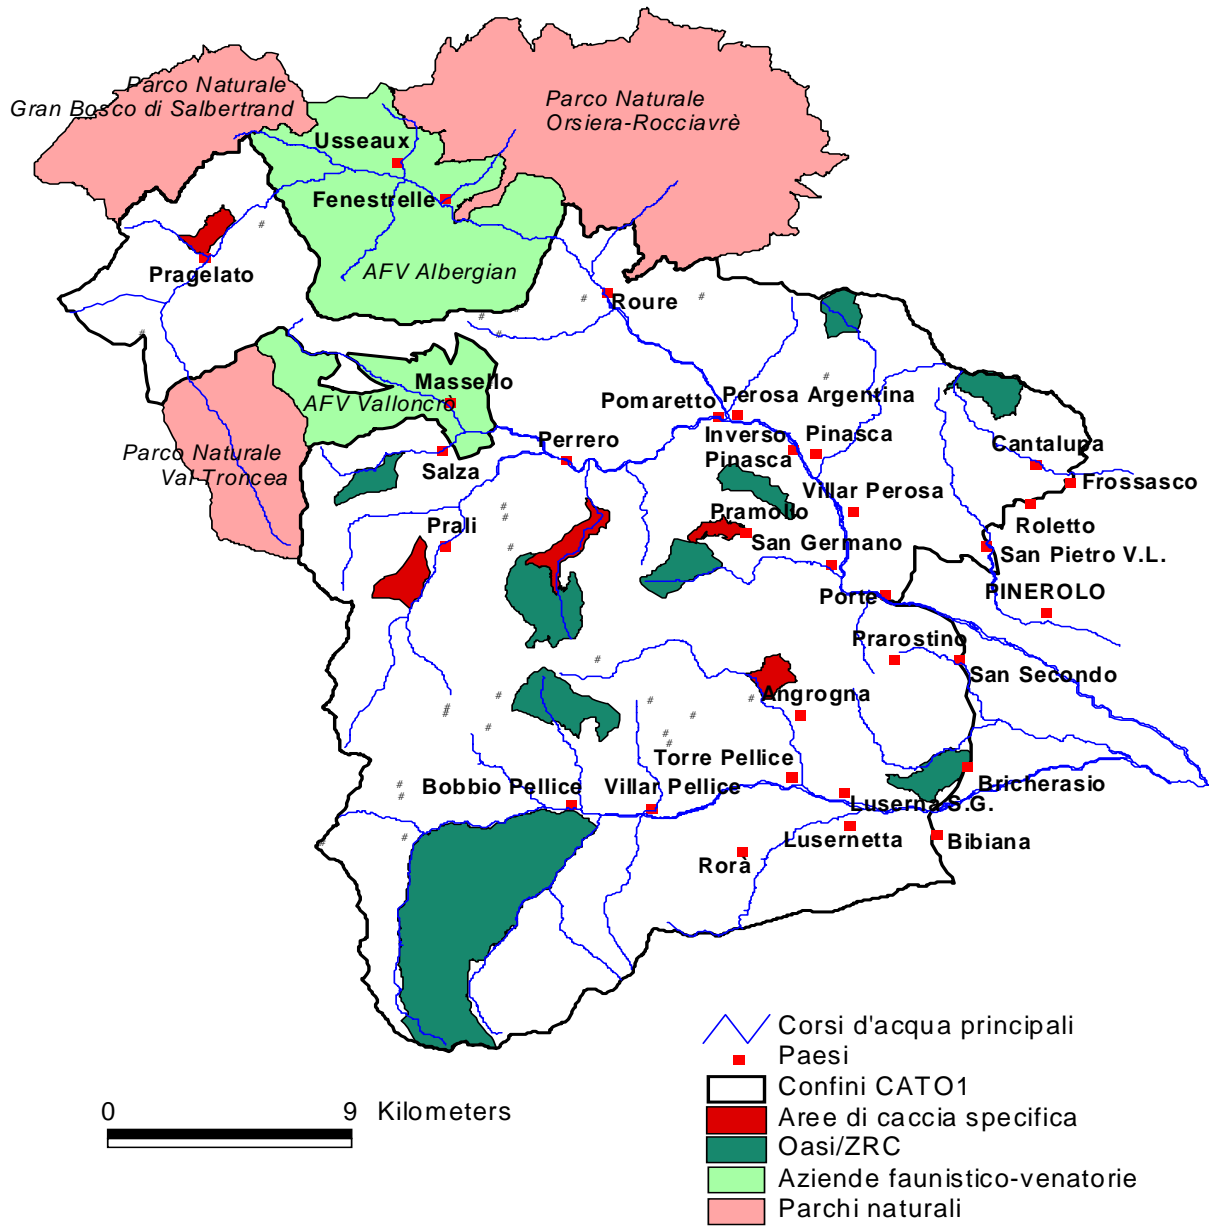 Parco Naturale
Gran Bosco di Salbertrand
Parco Naturale
Orsiera-Rocciavrè
Usseaux
Fenestrelle
AFV Albergian
Pragelato
Roure
Massello
AFV Valloncrò
Pomaretto
Perosa Argentina
Inverso
Pinasca
Pinasca
Perrero
Cantalupa
Parco Naturale
Val Troncea
Salza
Frossasco
Villar Perosa
Roletto
Prali
Pramollo
San Germano
San Pietro V.L.
Porte
PINEROLO
Prarostino
San Secondo
Angrogna
Torre Pellice
Bobbio Pellice
Villar Pellice
Bricherasio
Luserna S.G.
Lusernetta
Bibiana
Rorà
Corsi d'acqua principali
Paesi
Confini CATO1
Aree di caccia specifica
Oasi/ZRC
Aziende faunistico-venatorie
Parchi naturali
0 9 Kilometers